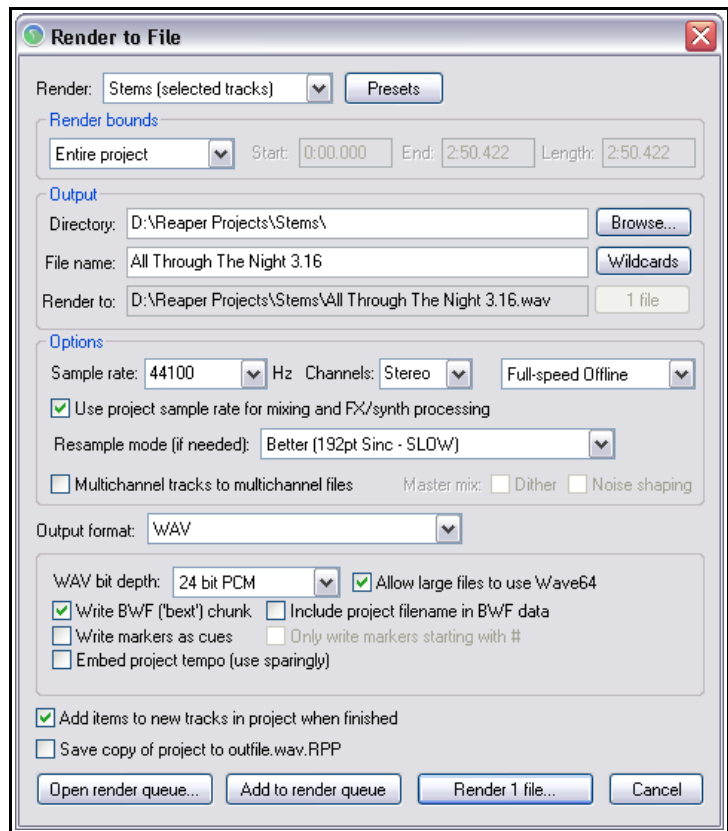 Render to File
Render: Stems (selected tracks) Presets
Render bounds
Entire project Start: 0:00.000 End: 2:50.422 Length: 2:50.422
Output
Directory: D:\Reaper Projects\Stems\ Browse...
File name: All Through The Night 3.16 Wildcards
Render to: D:\Reaper Projects\Stems\All Through The Night 3.16.wav 1 file
Options
Sample rate: 44100 Hz Channels: Stereo Full-speed Offline
Use project sample rate for mixing and FX/synth processing
Resample mode (if needed): Better (192pt Sinc - SLOW)
Multichannel tracks to multichannel files Master mix: Dither Noise shaping
Output format: WAV
WAV bit depth: 24 bit PCM Allow large files to use Wave64
Write BWF ('bext') chunk Include project filename in BWF data
Write markers as cues Only write markers starting with #
Embed project tempo (use sparingly)
Add items to new tracks in project when finished
Save copy of project to outfile.wav.RPP
Open render queue... Add to render queue Render 1 file... Cancel